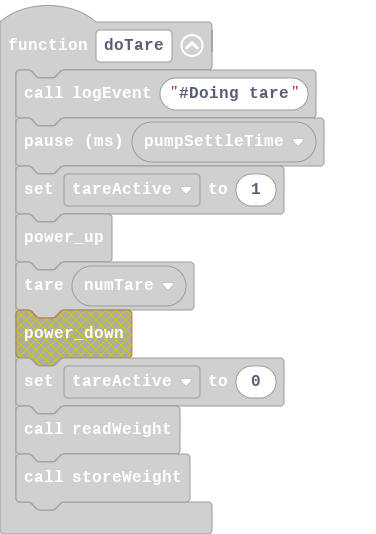 function doTare
call logEvent "#Doing tare"
pause (ms) pumpSettleTime
set tareActive to 1
power_up
tare numTare
power_down
set tareActive to 0
call readWeight
call storeWeight